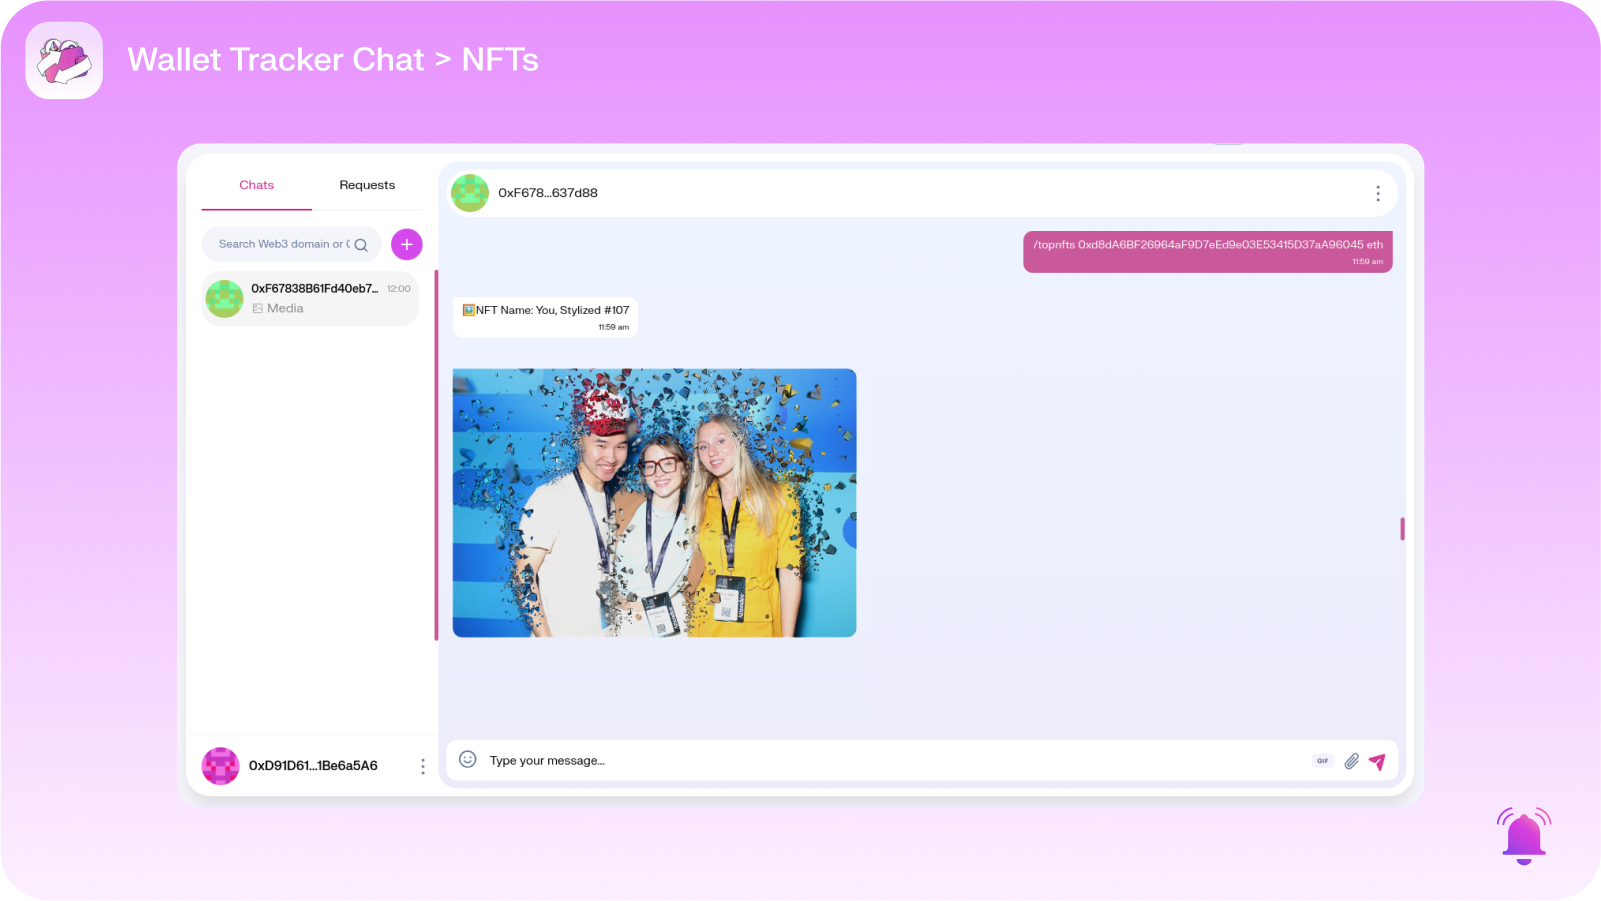 Wallet Tracker Chat > NFTs
Chats
Requests
Search Web3 domain or
0xF67838B61Fd40eb7...
12:00
Media
0xD91D61...1Be6a5A6
0xF678...637d88
/topnfts 0xd8dA6BF26964aF9D7eEd9e03E53415D37aA96045 eth
11:59 am
🖼️NFT Name: You, Stylized #107
11:59 am
Type your message...
GIF